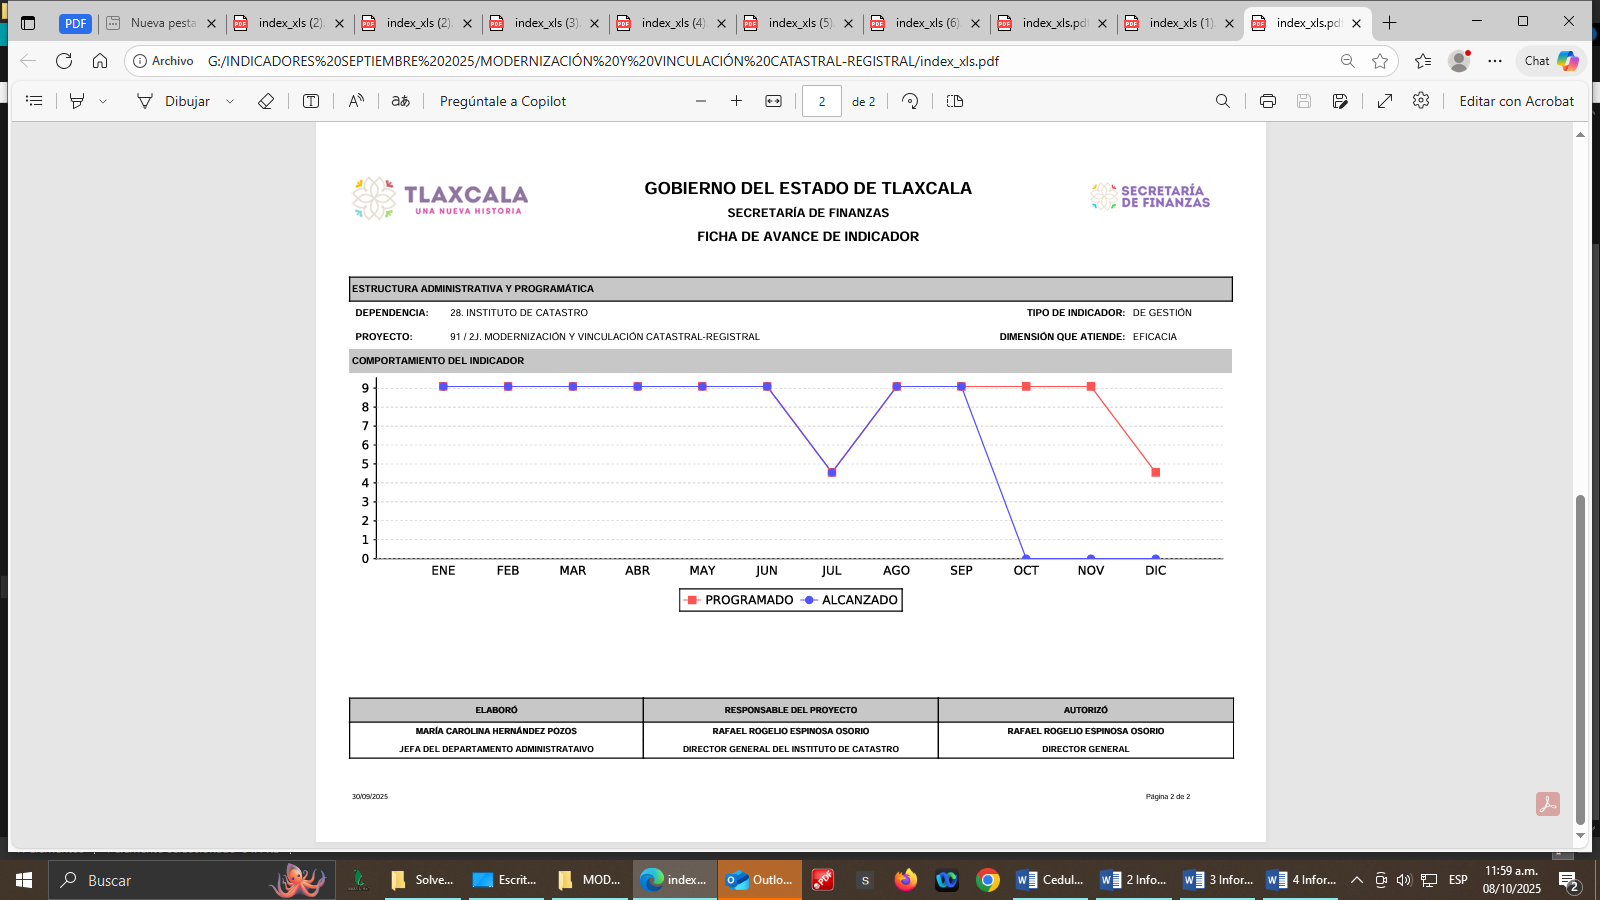 PDF
Nueva pesta
index_xls (2).
index_xls (2).
index_xls (3)
index_xls (4)
index_xls (5)
index_xls (6).
index_xls.pd
index_xls (1).
index_xls.pd
Archivo
G:/INDICADORES%20SEPTIEMBRE%202025/MODERNIZACIÓN%20Y%20VINCULACIÓN%20CATASTRAL-REGISTRAL/index_xls.pdf
Chat
Dibujar
Pregúntale a Copilot
2 de 2
Editar con Acrobat
TLAXCALA
UNA NUEVA HISTORIA
GOBIERNO DEL ESTADO DE TLAXCALA
SECRETARÍA DE FINANZAS
FICHA DE AVANCE DE INDICADOR
SECRETARÍA
DE FINANZAS
ESTRUCTURA ADMINISTRATIVA Y PROGRAMÁTICA
DEPENDENCIA: 28. INSTITUTO DE CATASTRO TIPO DE INDICADOR: DE GESTIÓN
PROYECTO: 91 / 2J. MODERNIZACIÓN Y VINCULACIÓN CATASTRAL-REGISTRAL DIMENSIÓN QUE ATIENDE: EFICACIA
COMPORTAMIENTO DEL INDICADOR
9
8
7
6
5
4
3
2
1
0
ENE FEB MAR ABR MAY JUN JUL AGO SEP OCT NOV DIC
PROGRAMADO ALCANZADO
ELABORÓ RESPONSABLE DEL PROYECTO AUTORIZÓ
MARÍA CAROLINA HERNÁNDEZ POZOS RAFAEL ROGELIO ESPINOSA OSORIO RAFAEL ROGELIO ESPINOSA OSORIO
JEFA DEL DEPARTAMENTO ADMINISTRATAIVO DIRECTOR GENERAL DEL INSTITUTO DE CATASTRO DIRECTOR GENERAL
30/09/2025 Página 2 de 2
Buscar
Solve...
Escrit...
MOD...
index...
Outlo...
Cedul...
2 Info...
3 Infor...
4 Infor...
ESP
11:59 a.m.
08/10/2025
2